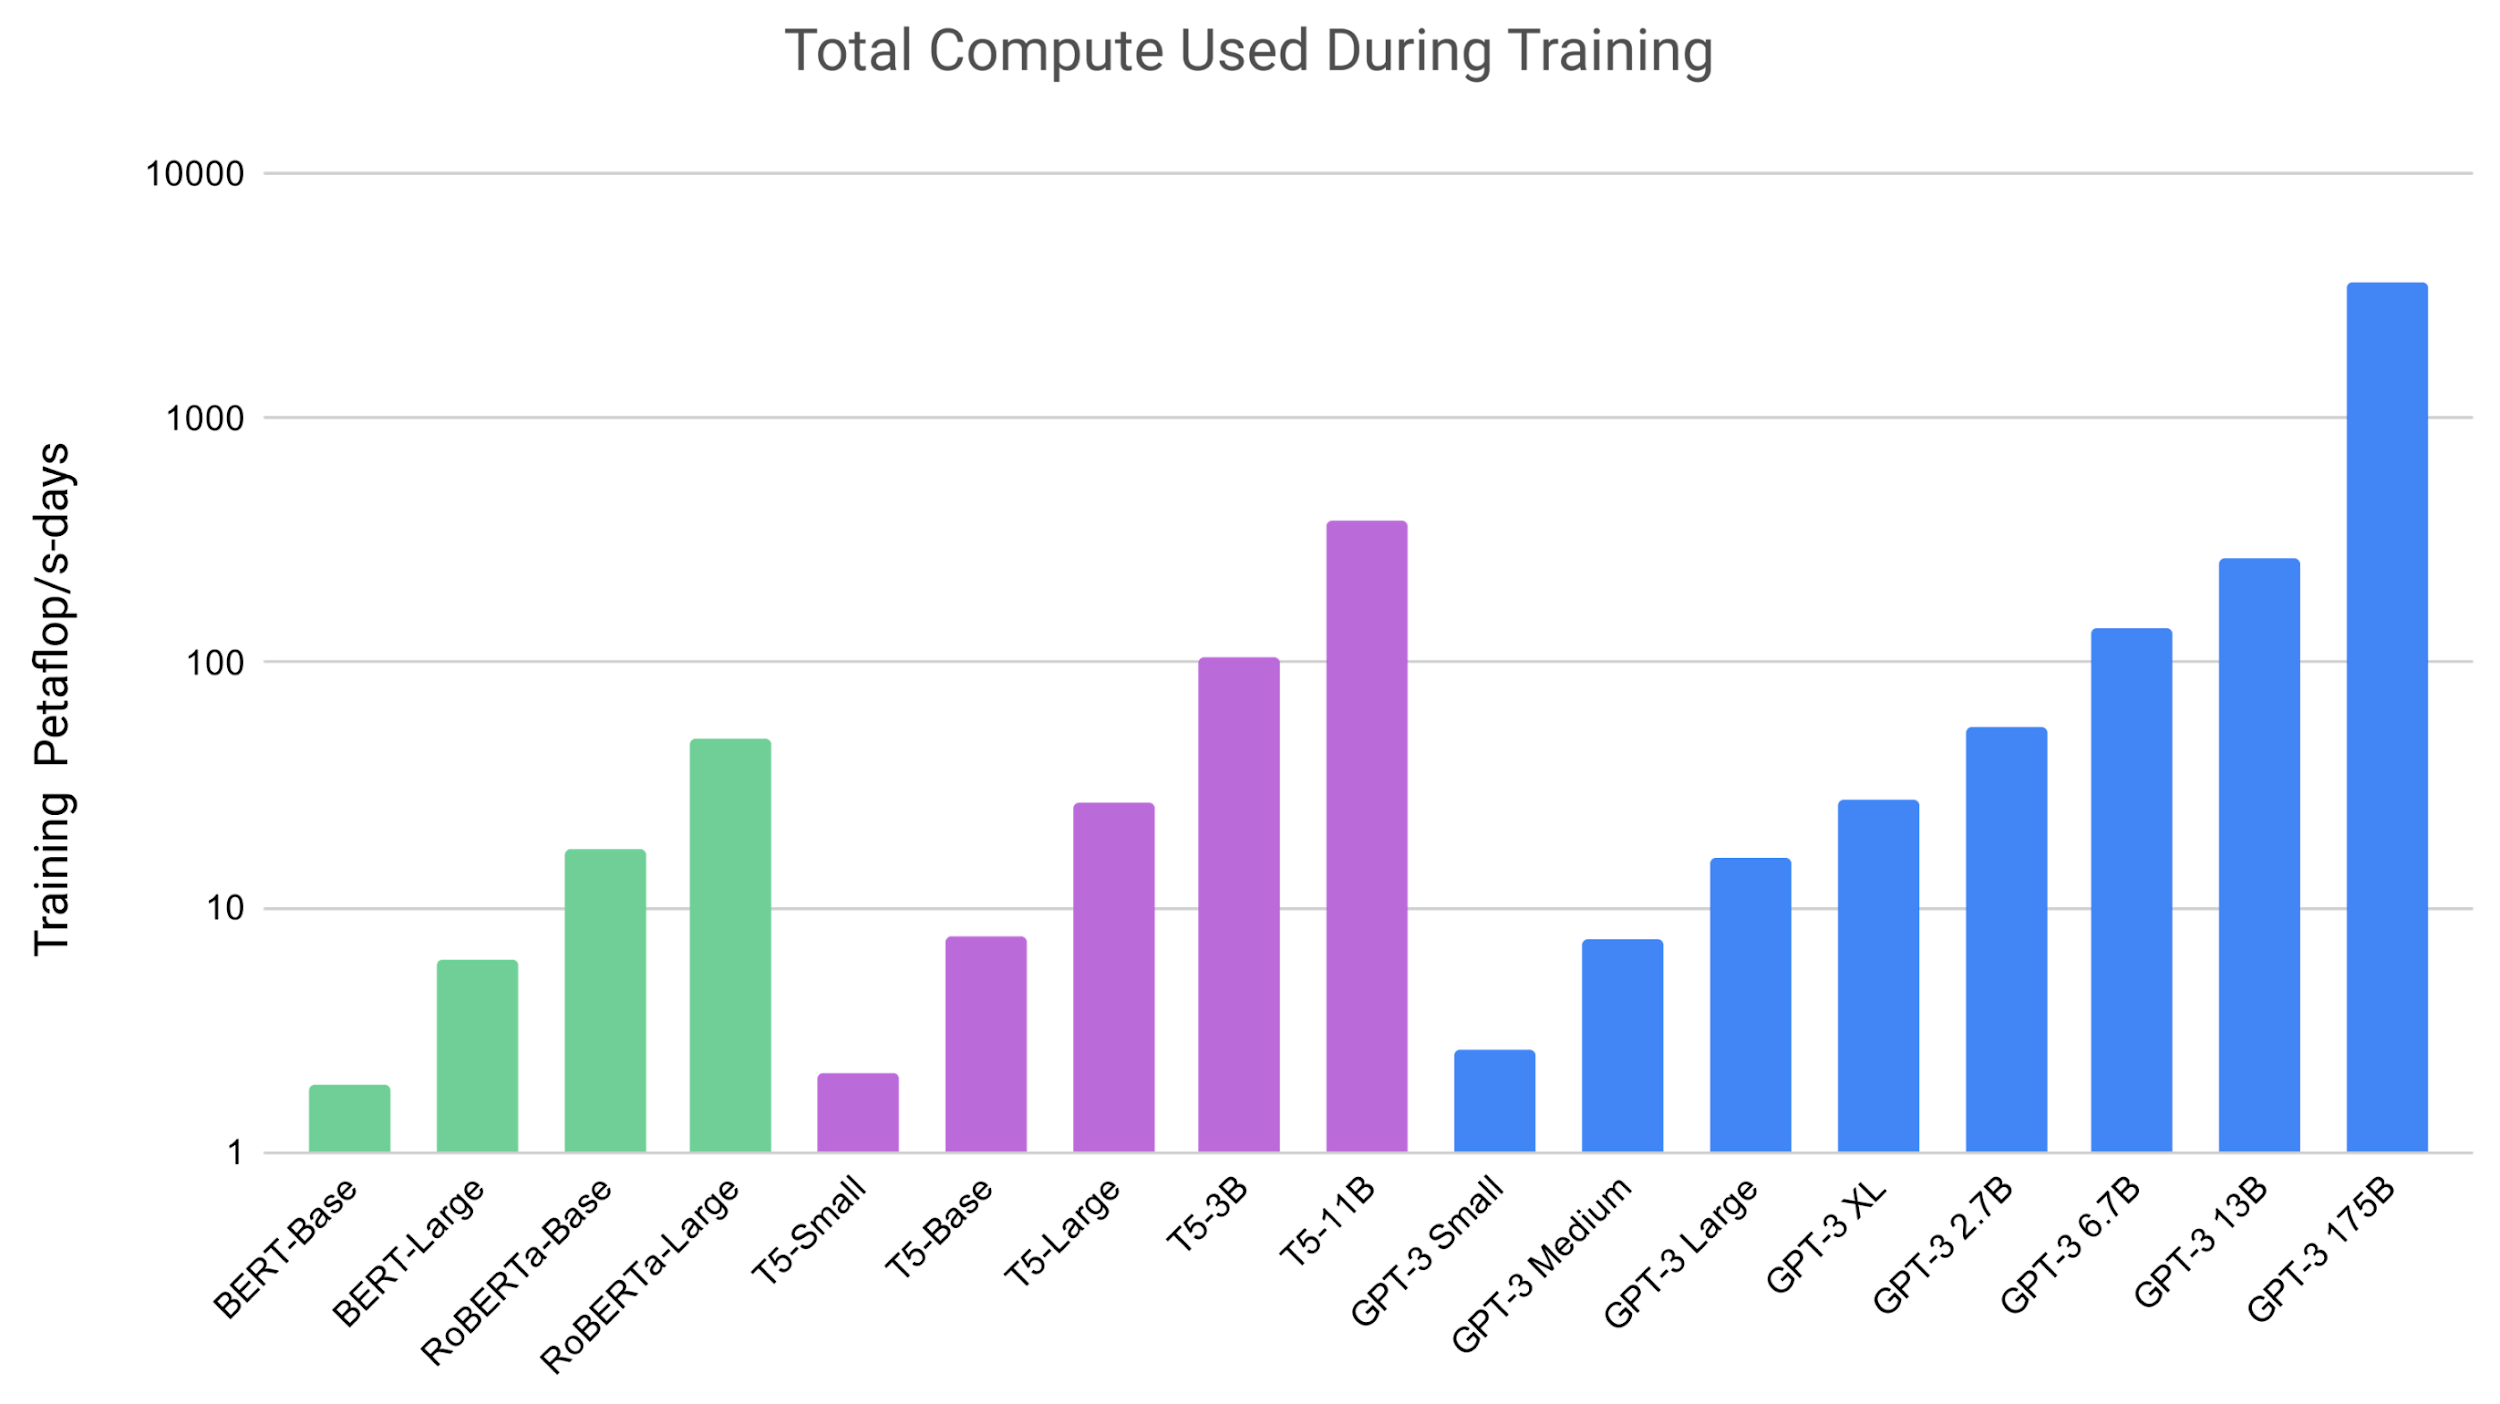 Total Compute Used During Training
Training Petaflop/s-days
10000
1000
100
10
1
BERT-Base
BERT-Large
RoBERTa-Base
RoBERTa-Large
T5-Small
T5-Base
T5-Large
T5-3B
T5-11B
GPT-3 Small
GPT-3 Medium
GPT-3 Large
GPT-3 XL
GPT-3 2.7B
GPT-3 6.7B
GPT-3 13B
GPT-3 175B